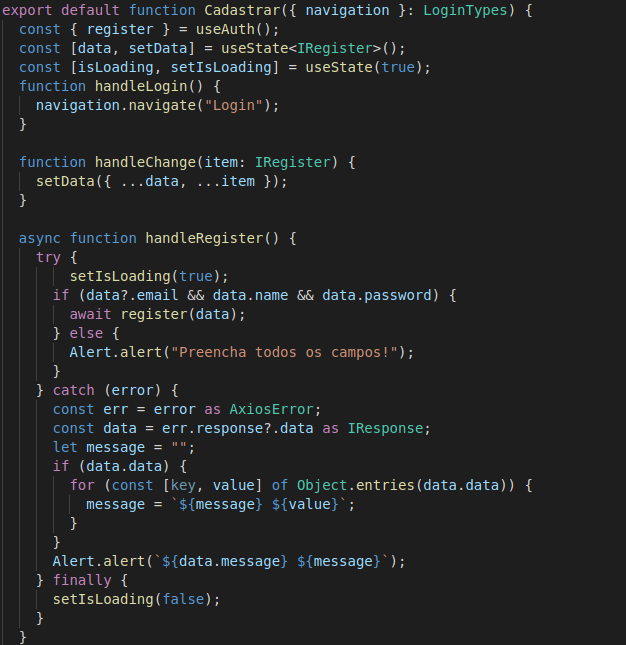 export default function Cadastrar({ navigation }: LoginTypes) {
  const { register } = useAuth();
  const [data, setData] = useState<IRegister>();
  const [isLoading, setIsLoading] = useState(true);
  function handleLogin() {
    navigation.navigate("Login");
  }

  function handleChange(item: IRegister) {
    setData({ ...data, ...item });
  }

  async function handleRegister() {
    try {
        setIsLoading(true);
      if (data?.email && data.name && data.password) {
        await register(data);
      } else {
        Alert.alert("Preencha todos os campos!");
      }
    } catch (error) {
      const err = error as AxiosError;
      const data = err.response?.data as IResponse;
      let message = "";
      if (data.data) {
        for (const [key, value] of Object.entries(data.data)) {
          message = `${message} ${value}`;
        }
      }
      Alert.alert(`${data.message} ${message}`);
    } finally {
      setIsLoading(false);
    }
  }